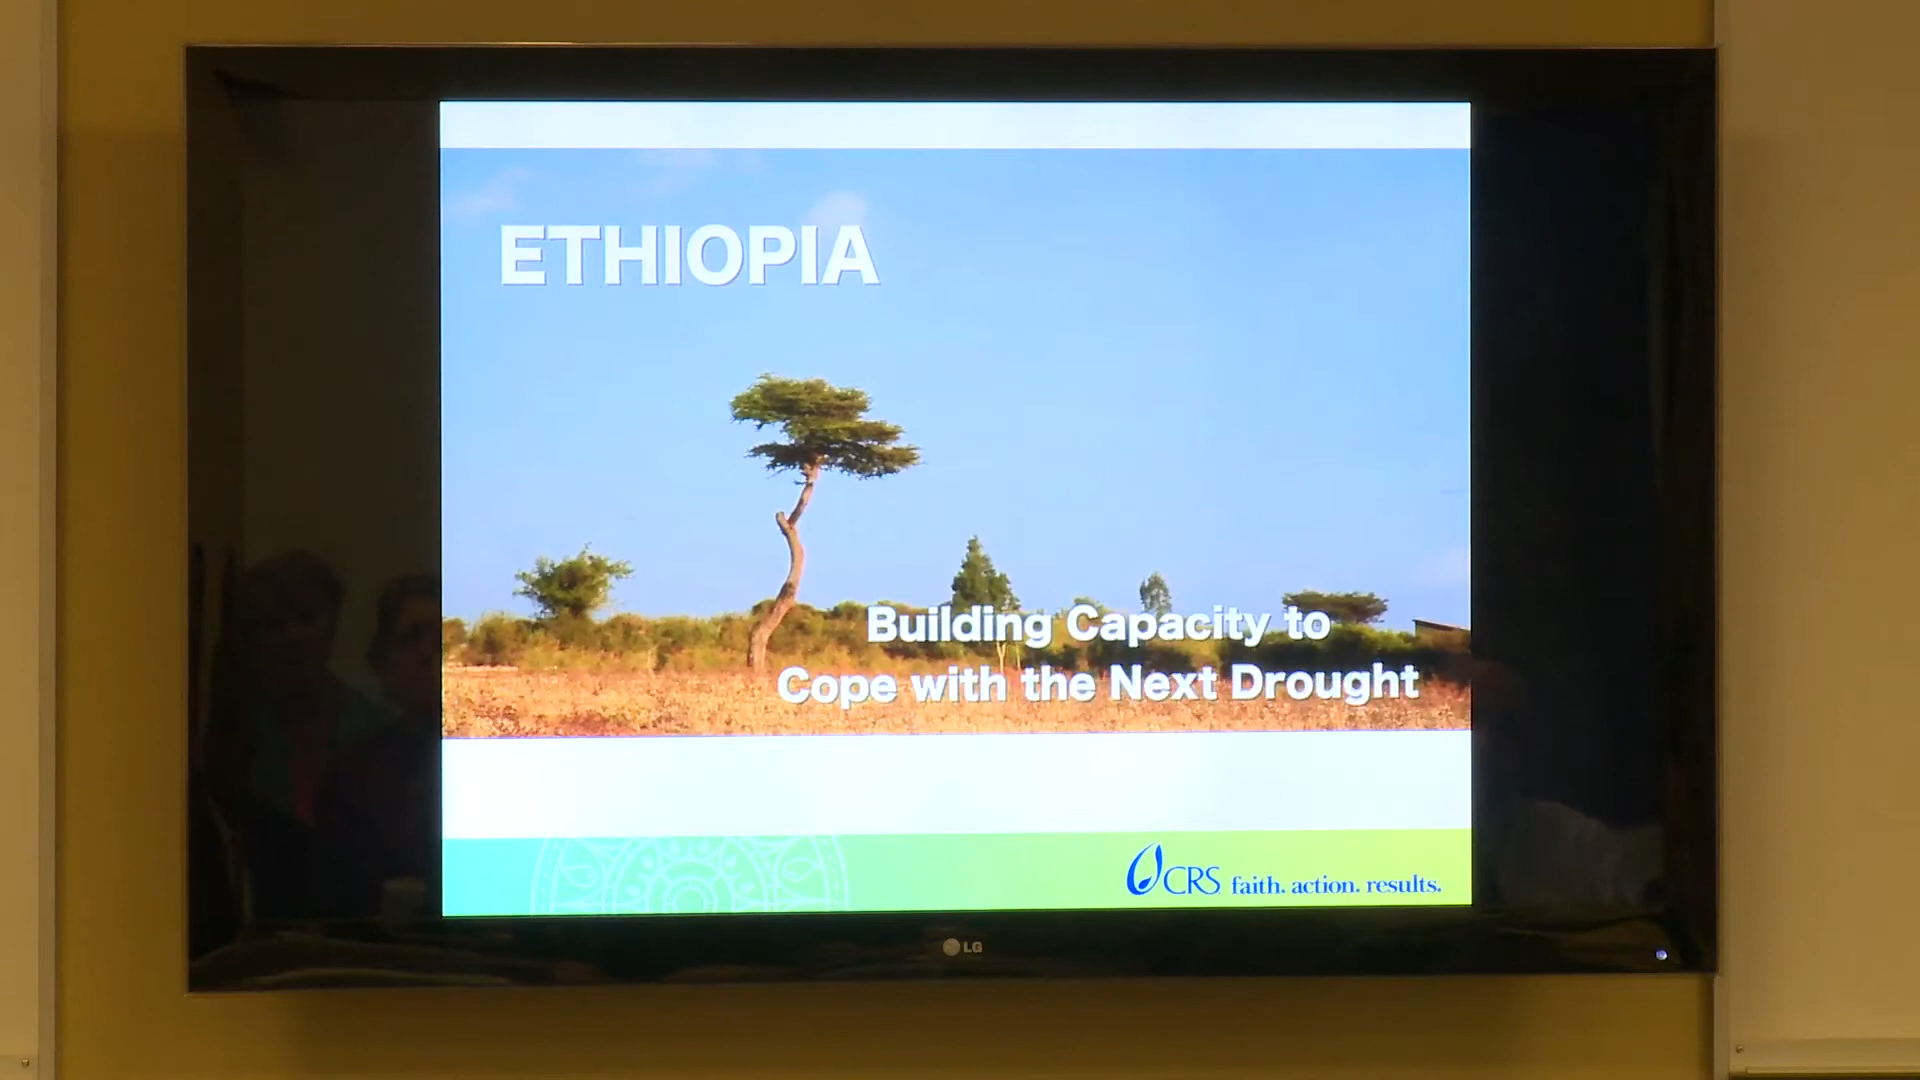 ETHIOPIA
Building Capacity to
Cope with the Next Drought
CRS faith. action. results.
LG